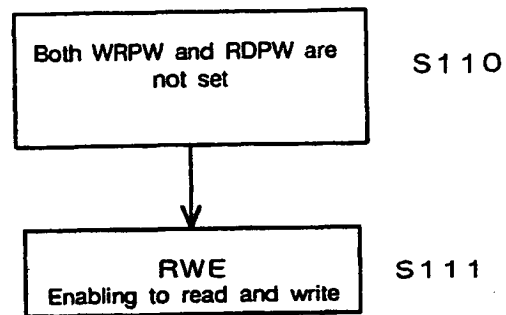 Both WRPW and RDPW are
not set
S110
RWE
Enabling to read and write
S111